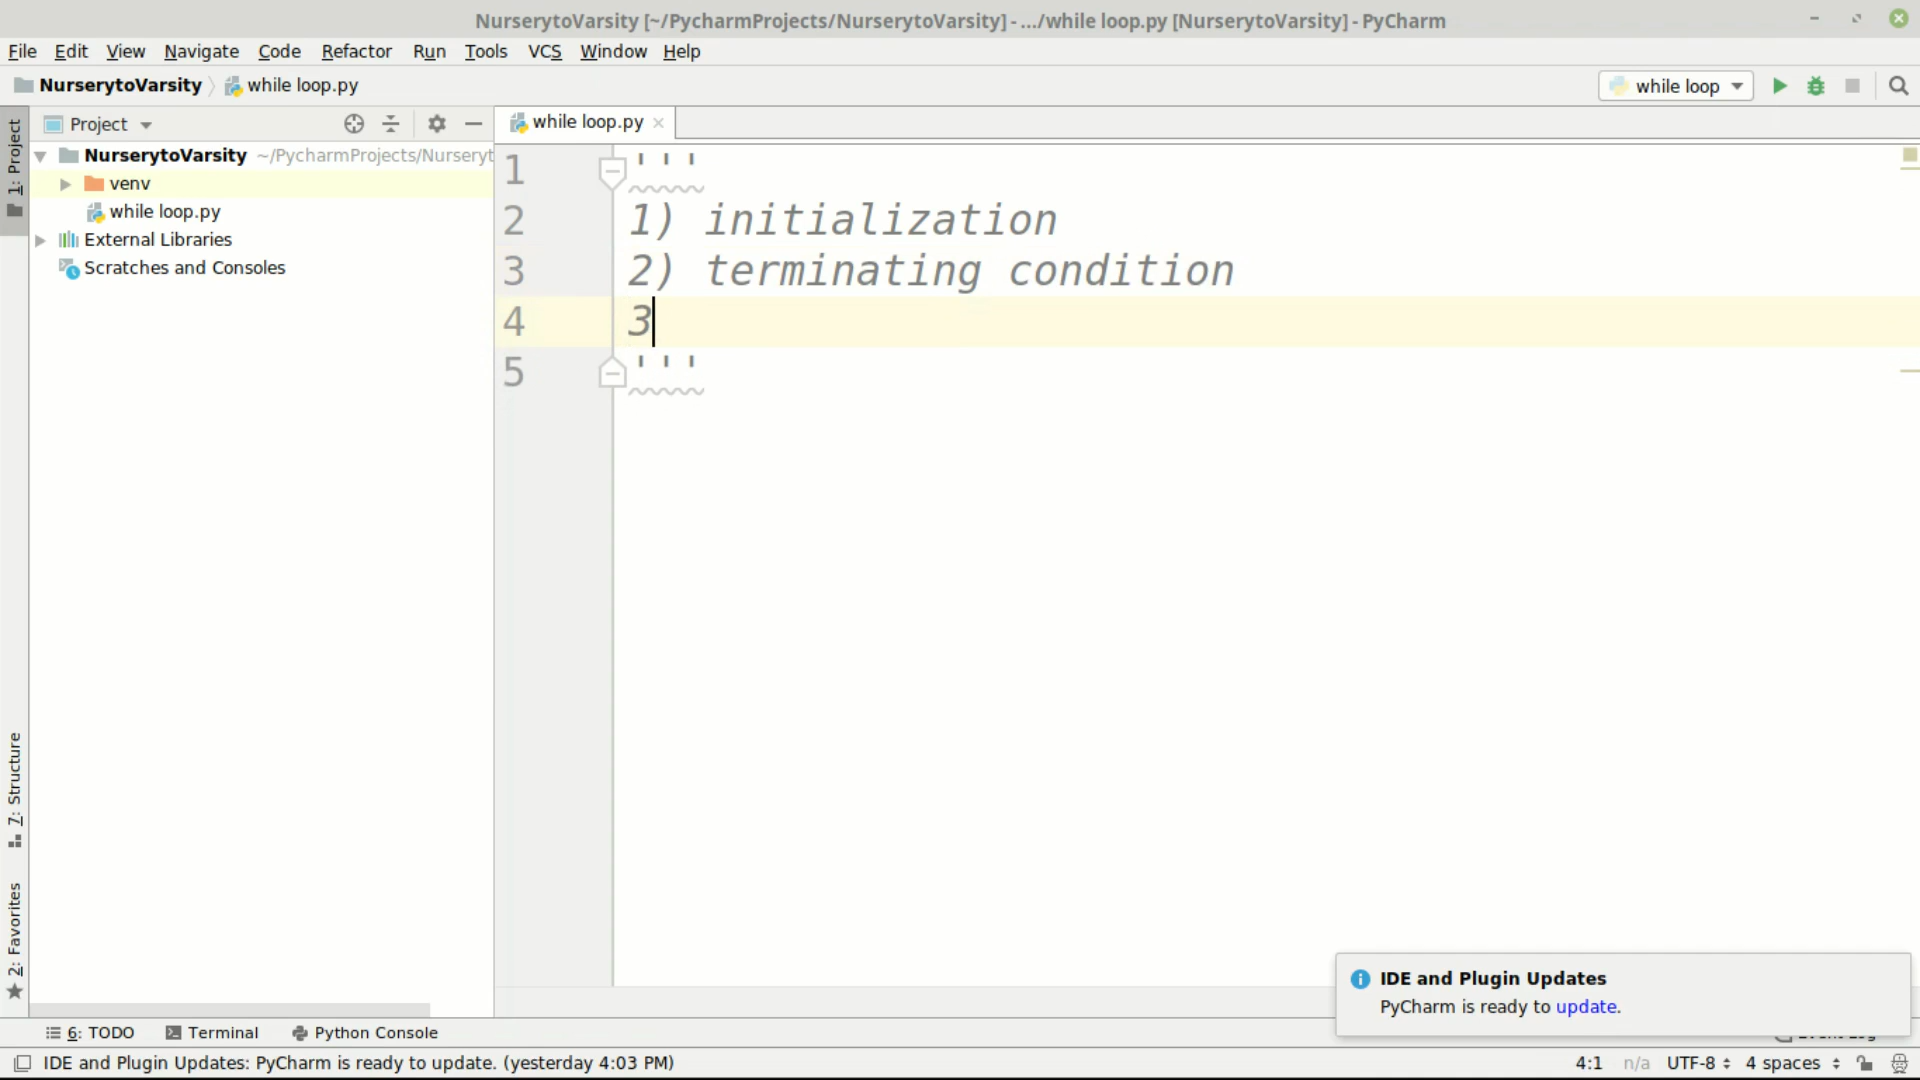 NurserytoVarsity [~/PycharmProjects/NurserytoVarsity] - .../while loop.py [NurserytoVarsity] - PyCharm
File Edit View Navigate Code Refactor Run Tools VCS Window Help
NurserytoVarsity while loop.py
while loop
Project
while loop.py
1: Project
NurserytoVarsity ~/PycharmProjects/Nurseryt
venv
while loop.py
External Libraries
Scratches and Consoles
1 '''
2 1) initialization
3 2) terminating condition
4 3
5 '''
7: Structure
2: Favorites
IDE and Plugin Updates
PyCharm is ready to update.
6: TODO Terminal Python Console
IDE and Plugin Updates: PyCharm is ready to update. (yesterday 4:03 PM)
4:1 n/a UTF-8 4 spaces